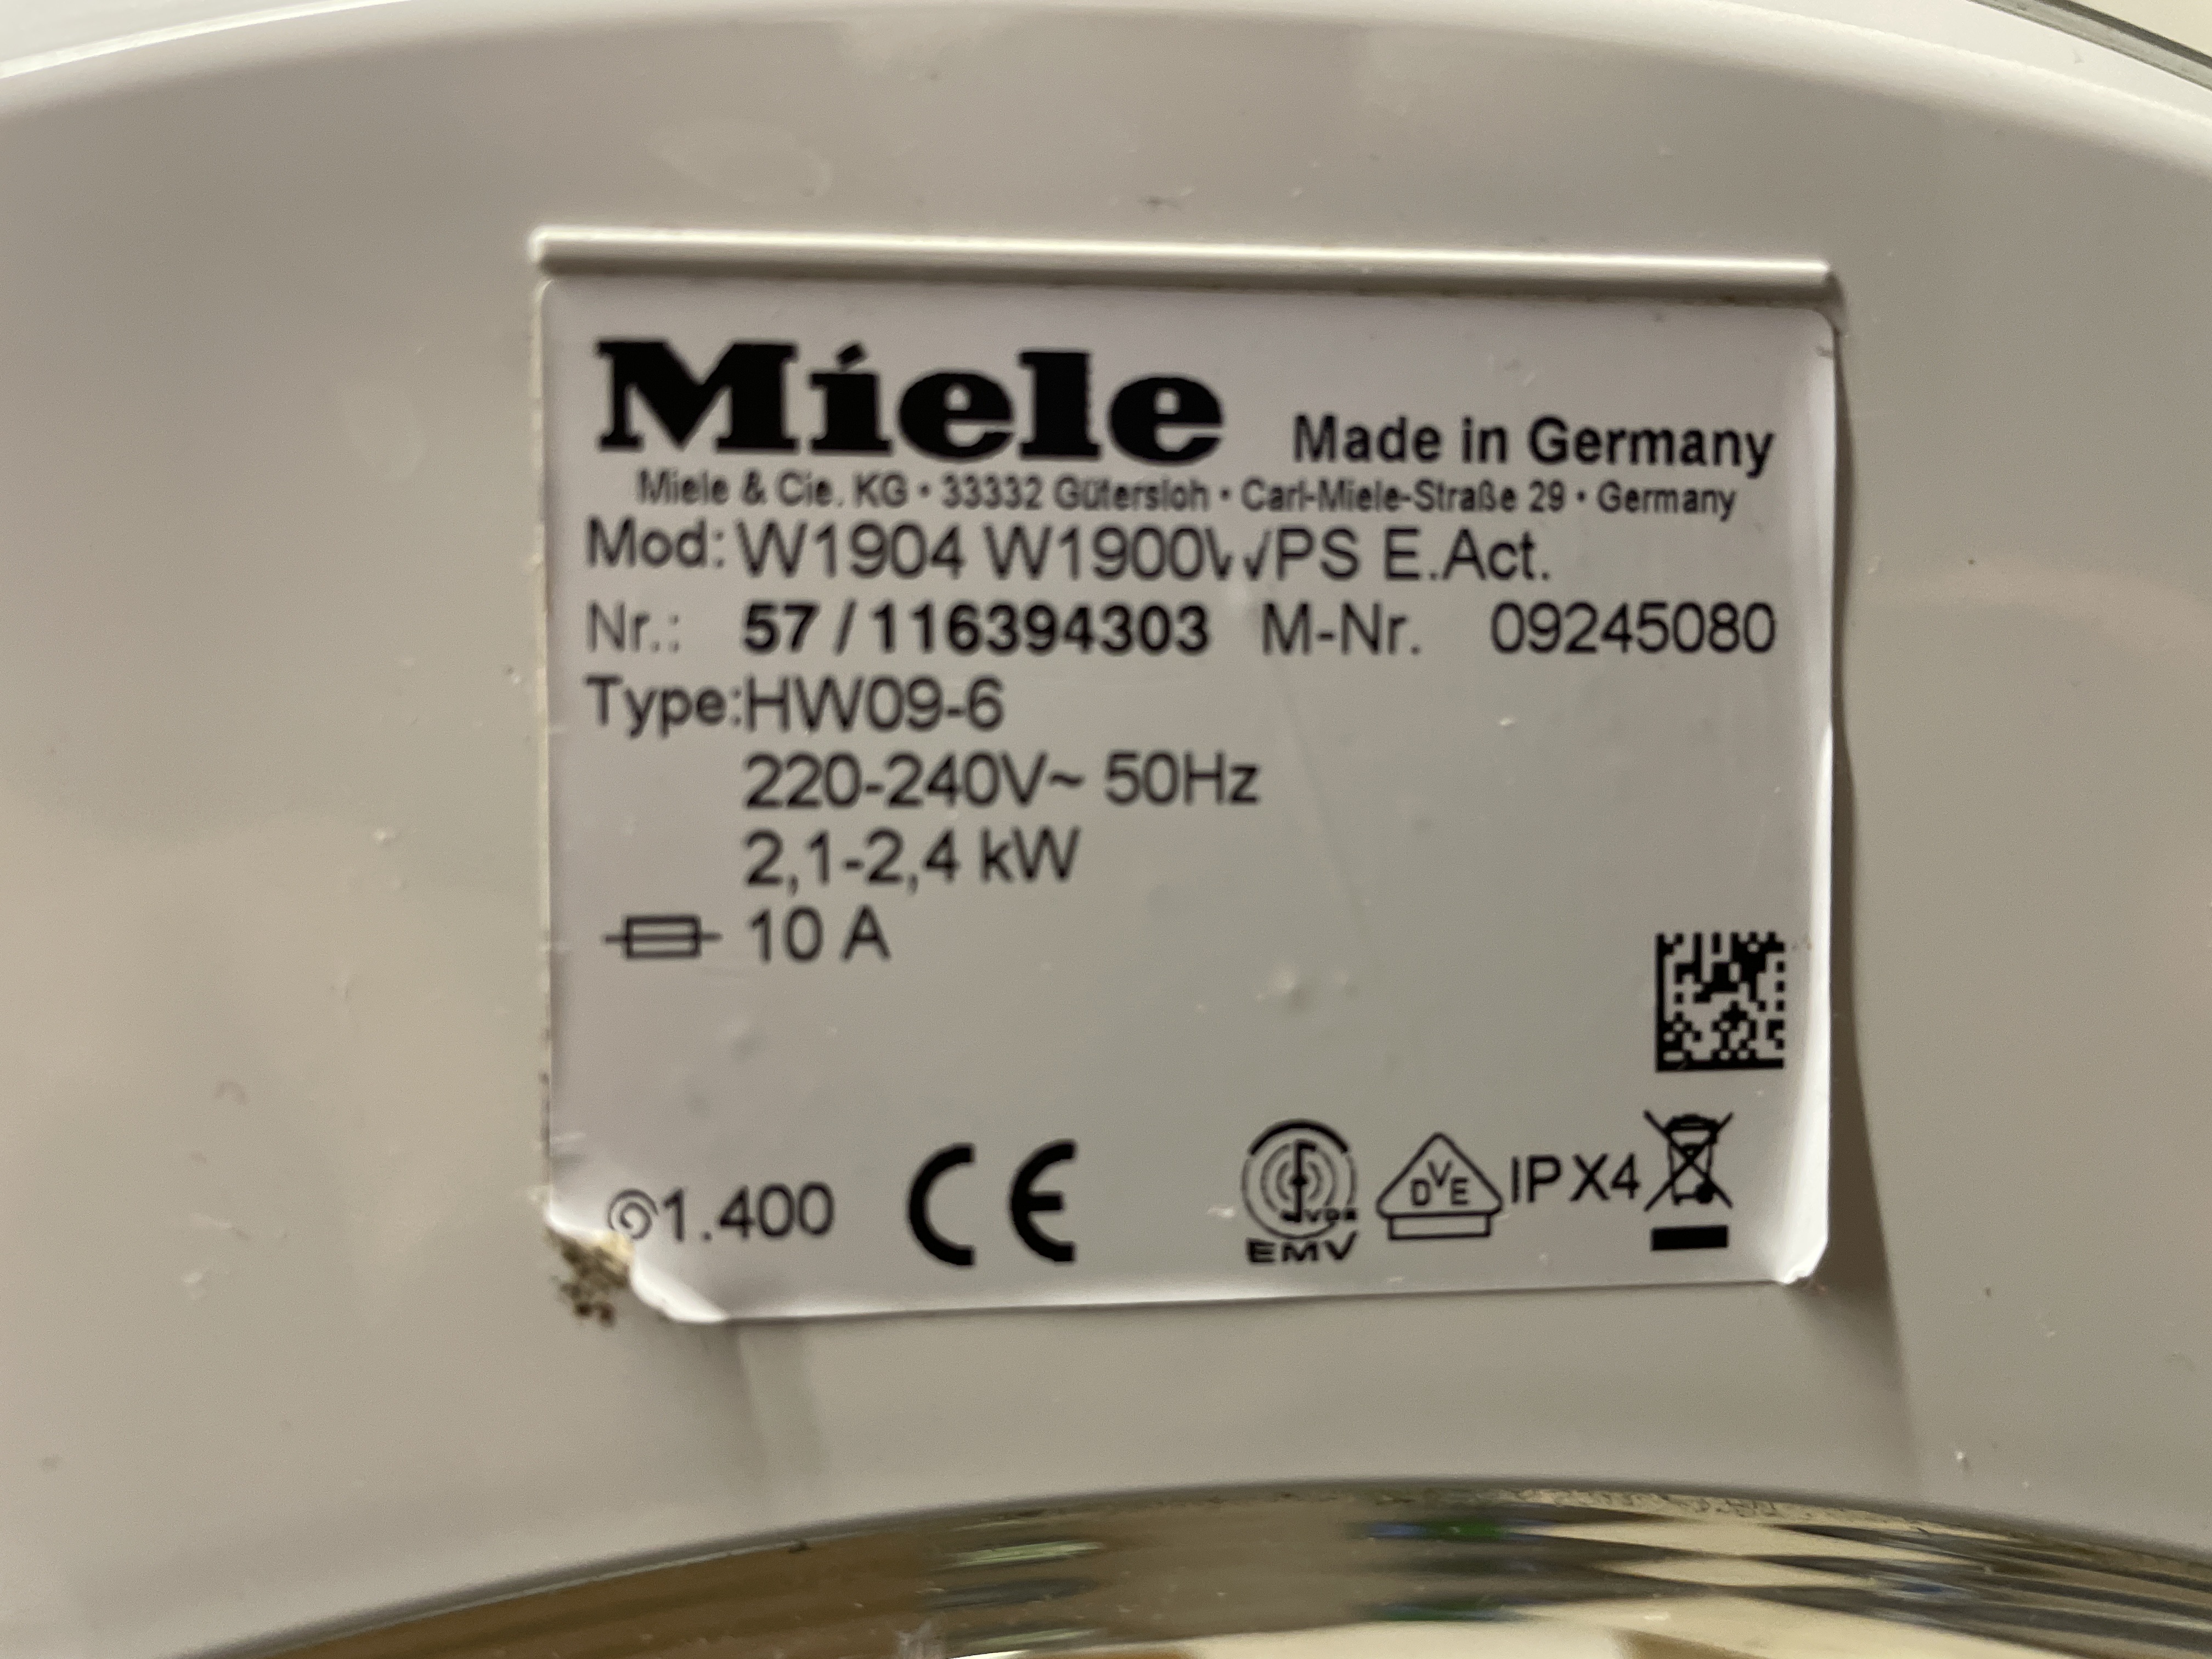 Miele Made in Germany
Miele & Cie. KG • 33332 Gütersloh • Carl-Miele-Straße 29 • Germany
Mod: W1904 W1900WPS E.Act.
Nr.: 57 / 116394303 M-Nr. 09245080
Type:HW09-6
220-240V~ 50Hz
2,1-2,4 kW
10 A
1.400 CE VDE EMV DVE IPX4